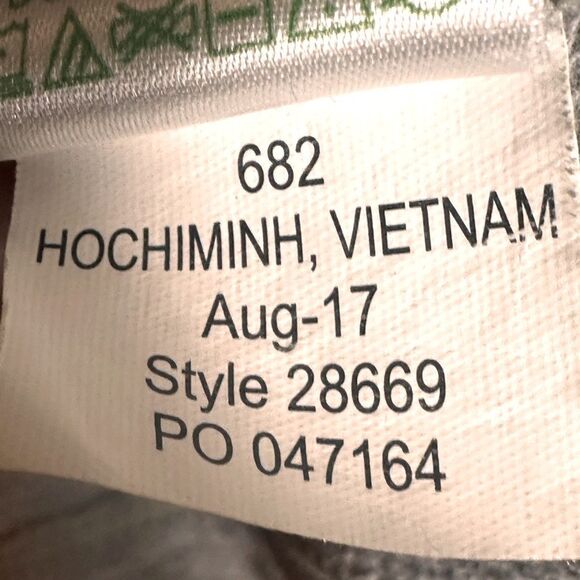 682
HOCHIMINH, VIETNAM
Aug-17
Style 28669
PO 047164